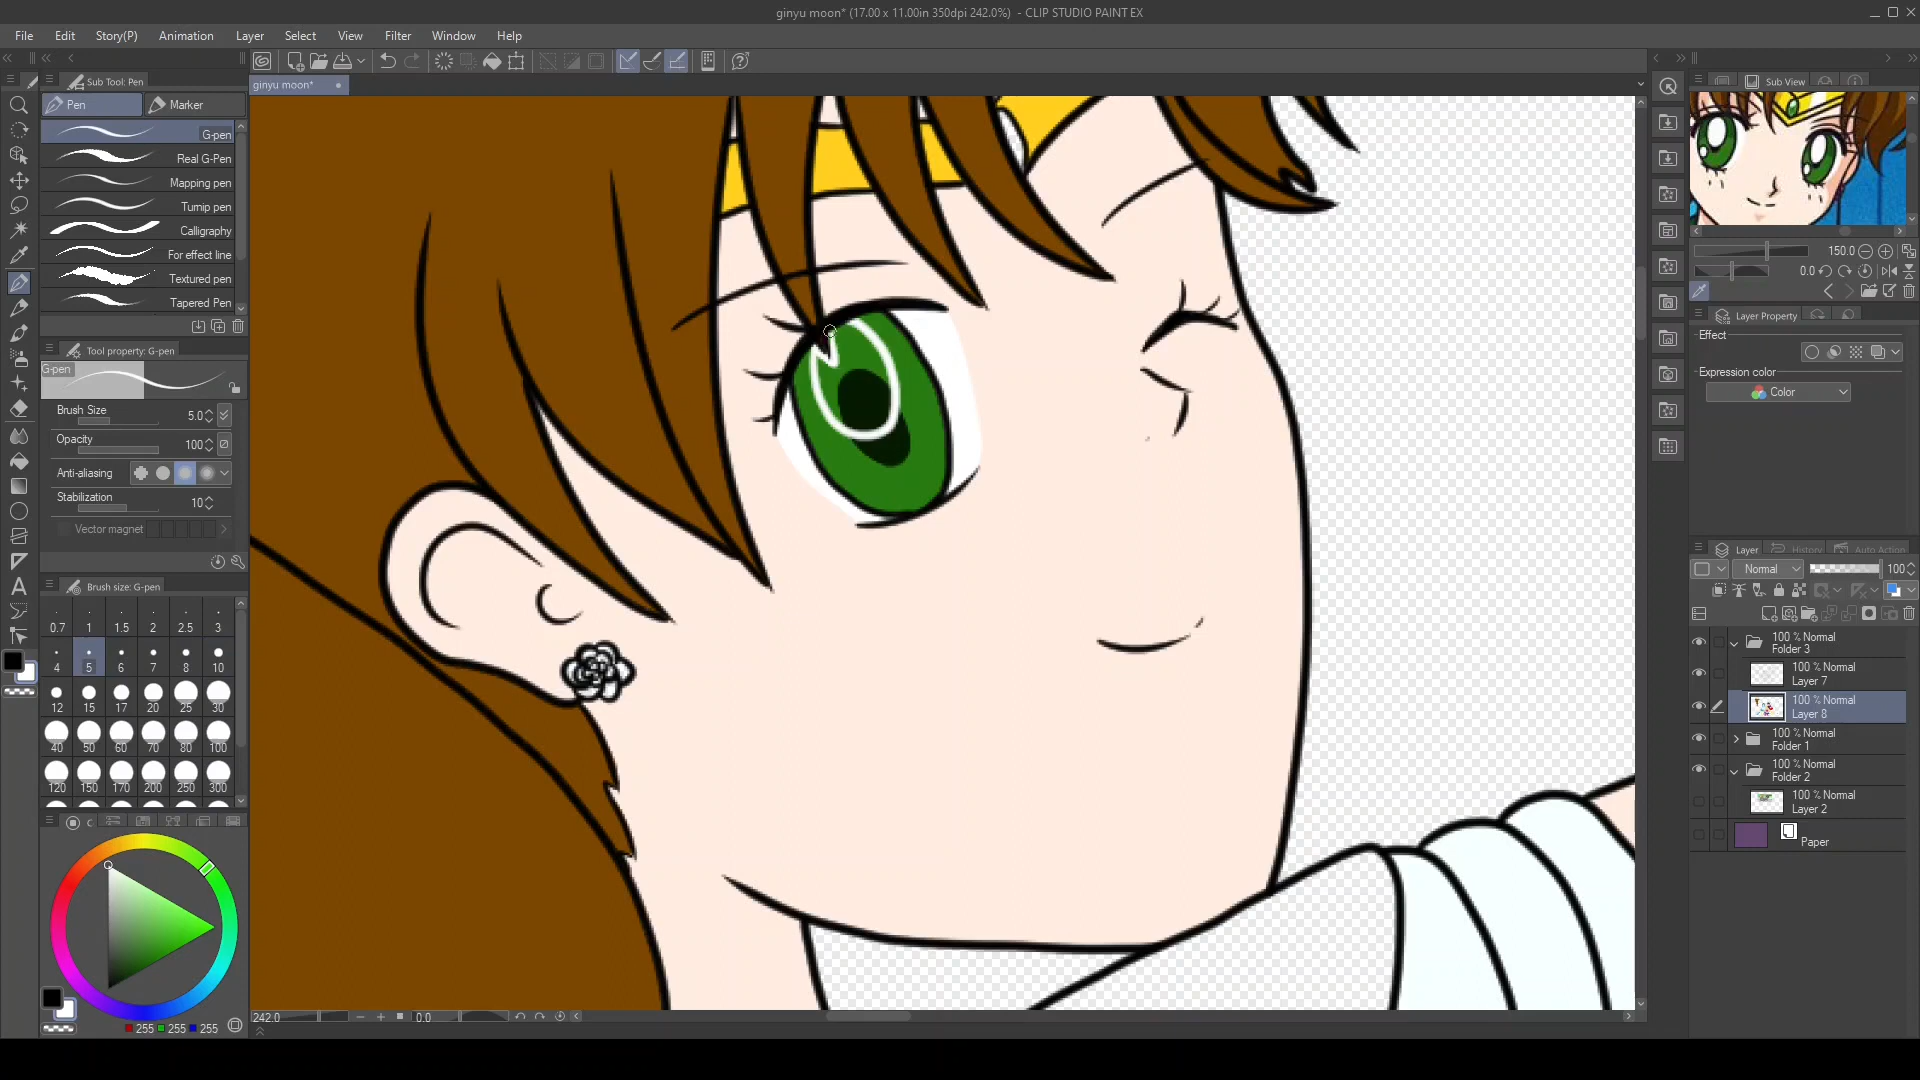 ginyu moon* (17.00 x 11.00in 350dpi 242.0%) - CLIP STUDIO PAINT EX
File Edit Story(P) Animation Layer Select View Filter Window Help
Sub Tool: Pen
ginyu moon*
Sub View
Pen Marker
G-pen
Real G-Pen
Mapping pen
Turnip pen
Calligraphy
For effect line
Textured pen
Tapered Pen
Tool property: G-pen
G-pen
Brush Size 5.0
Opacity 100
Anti-aliasing
Stabilization 10
Vector magnet
Brush size: G-pen
0.7 1 1.5 2 2.5 3
4 5 6 7 8 10
12 15 17 20 25 30
40 50 60 70 80 100
120 150 170 200 250 300
C
255 255 255
242.0 0.0
150.0
0.0
Layer Property
Effect
Expression color
Color
Layer History Auto Action
Normal 100
100 % Normal
Folder 3
100 % Normal
Layer 7
100 % Normal
Layer 8
100 % Normal
Folder 1
100 % Normal
Folder 2
100 % Normal
Layer 2
Paper